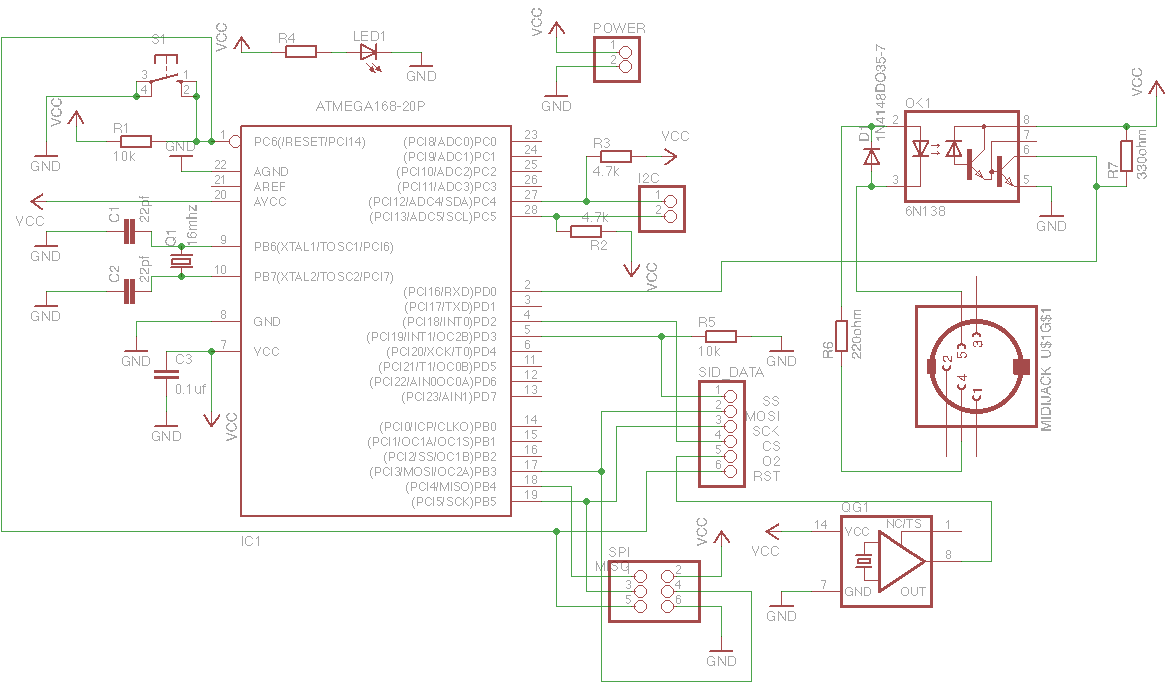 S1
3
1
4
2
VCC
R4
LED1
GND
VCC
POWER
1
2
GND
VCC
R1
10k
GND
GND
VCC
C1
22pf
GND
Q1
16mhz
C2
22pf
GND
GND
C3
0.1uf
GND
VCC
ATMEGA168-20P
1 PC6(/RESET/PCI14)
22 AGND
21 AREF
20 AVCC
9 PB6(XTAL1/TOSC1/PCI6)
10 PB7(XTAL2/TOSC2/PCI7)
8 GND
7 VCC
(PCI8/ADC0)PC0 23
(PCI9/ADC1)PC1 24
(PCI10/ADC2)PC2 25
(PCI11/ADC3)PC3 26
(PCI12/ADC4/SDA)PC4 27
(PCI13/ADC5/SCL)PC5 28
(PCI16/RXD)PD0 2
(PCI17/TXD)PD1 3
(PCI18/INT0)PD2 4
(PCI19/INT1/OC2B)PD3 5
(PCI20/XCK/T0)PD4 6
(PCI21/T1/OC0B)PD5 11
(PCI22/AIN0OC0A)PD6 12
(PCI23/AIN1)PD7 13
(PCI0/ICP/CLKO)PB0 14
(PCI1/OC1A/OC1S)PB1 15
(PCI2/SS/OC1B)PB2 16
(PCI3/MOSI/OC2A)PB3 17
(PCI4/MISO)PB4 18
(PCI5/SCK)PB5 19
IC1
R3
4.7k
VCC
I2C
1
2
4.7k
R2
VCC
R5
10k
GND
SID_DATA
1 SS
2 MOSI
3 SCK
4 CS
5 O2
6 RST
SPI
MISO
1
2
3
4
5
6
VCC
GND
D1
1N4148DO35-7
OK1
2
3
8
7
6
5
6N138
VCC
R7
330ohm
GND
R6
220ohm
2
5
3
4
1
MIDIJACK U$1G$1
QG1
VCC
14
VCC
NC/TS
1
8
7
GND
OUT
GND